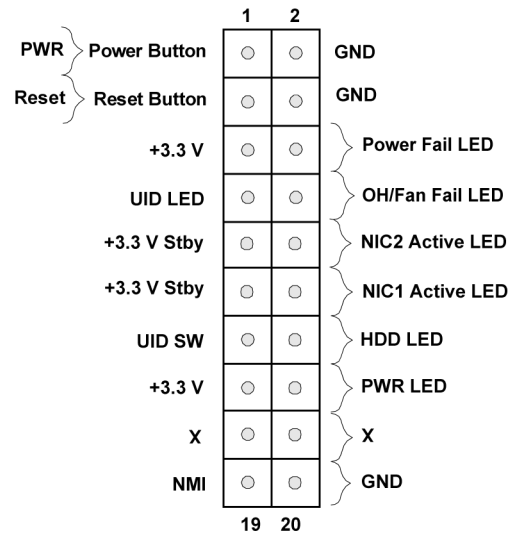 1 2
PWR Power Button GND
Reset Reset Button GND
+3.3 V Power Fail LED
UID LED OH/Fan Fail LED
+3.3 V Stby NIC2 Active LED
+3.3 V Stby NIC1 Active LED
UID SW HDD LED
+3.3 V PWR LED
X X
NMI GND
19 20